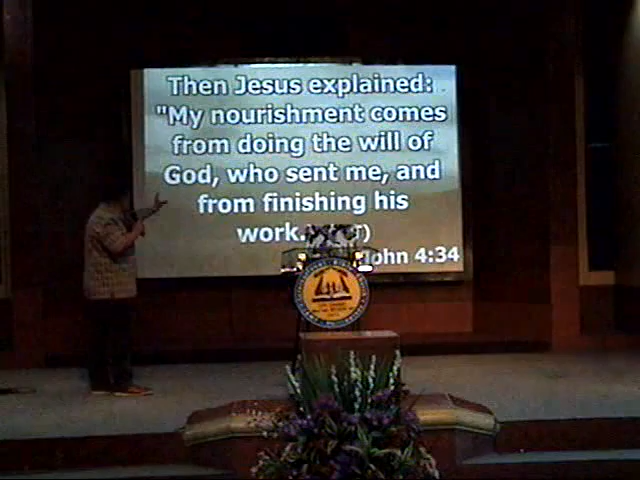 Then Jesus explained:
"My nourishment comes
from doing the will of
God, who sent me, and
from finishing his
work.
John 4:34